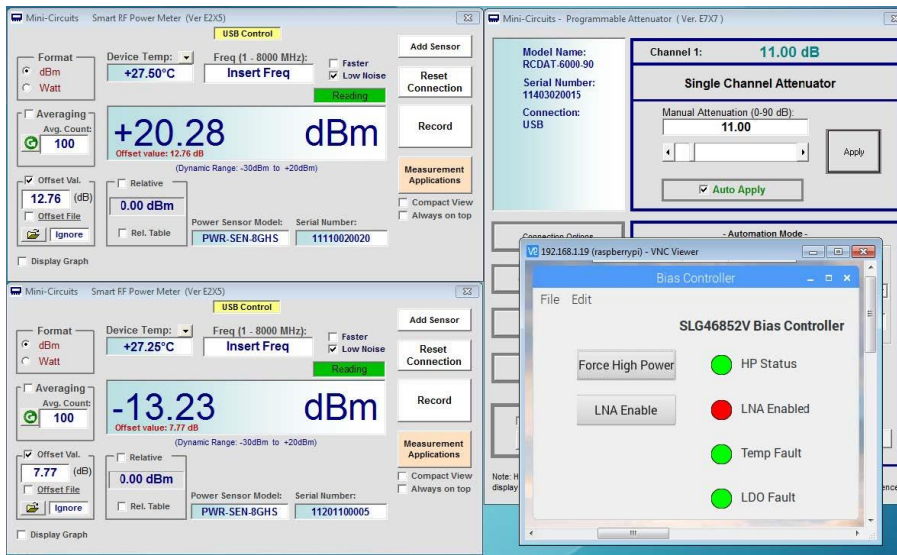 Mini-Circuits Smart RF Power Meter (Ver E2X5)
USB Control
Format
dBm
Watt
Device Temp:
+27.50°C
Freq (1 - 8000 MHz):
Insert Freq
Faster
Low Noise
Reading
Add Sensor
Reset Connection
Record
Measurement Applications
Compact View
Always on top
Averaging
Avg. Count:
100
+20.28 dBm
Offset value: 12.76 dB
(Dynamic Range: -30dBm to +20dBm)
Offset Val.
12.76 (dB)
Offset File
Ignore
Relative
0.00 dBm
Rel. Table
Power Sensor Model:
PWR-SEN-8GHS
Serial Number:
11110020020
Display Graph
Mini-Circuits Smart RF Power Meter (Ver E2X5)
USB Control
Format
dBm
Watt
Device Temp:
+27.25°C
Freq (1 - 8000 MHz):
Insert Freq
Faster
Low Noise
Reading
Add Sensor
Reset Connection
Record
Measurement Applications
Compact View
Always on top
Averaging
Avg. Count:
100
-13.23 dBm
Offset value: 7.77 dB
(Dynamic Range: -30dBm to +20dBm)
Offset Val.
7.77 (dB)
Offset File
Ignore
Relative
0.00 dBm
Rel. Table
Power Sensor Model:
PWR-SEN-8GHS
Serial Number:
11201100005
Display Graph
Mini-Circuits - Programmable Attenuator ( Ver. E7X7 )
Model Name:
RCDAT-6000-90
Serial Number:
11403020015
Connection:
USB
Channel 1: 11.00 dB
Single Channel Attenuator
Manual Attenuation (0-90 dB):
11.00
Apply
Auto Apply
Connection Options
- Automation Mode -
Note: H
display
192.168.1.19 (raspberrypi) - VNC Viewer
Bias Controller
File Edit
SLG46852V Bias Controller
Force High Power
HP Status
LNA Enable
LNA Enabled
Temp Fault
LDO Fault